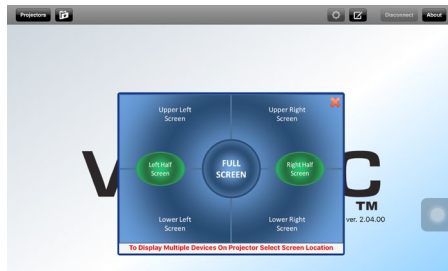 Projectors
Disconnect
About
Upper Left
Screen
Upper Right
Screen
Left Half
Screen
FULL
SCREEN
Right Half
Screen
Lower Left
Screen
Lower Right
Screen
To Display Multiple Devices On Projector Select Screen Location
V
C
TM
ver. 2.04.00